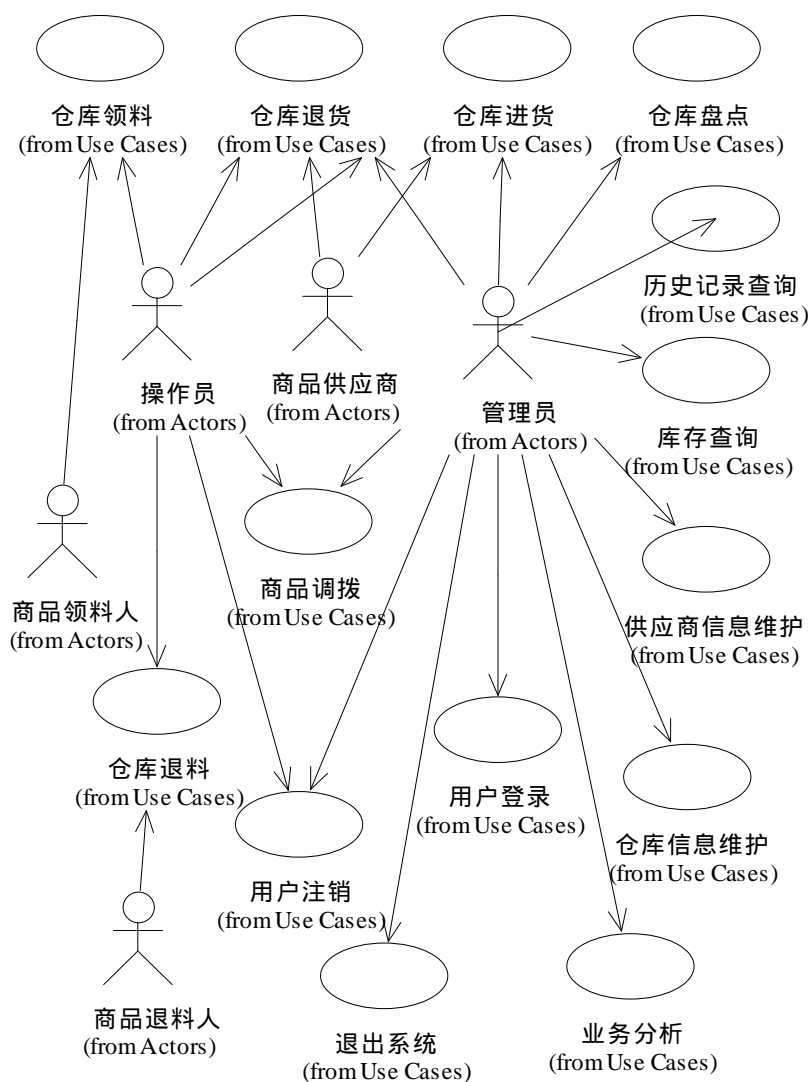 仓库领料
(from Use Cases)
仓库退货
(from Use Cases)
仓库进货
(from Use Cases)
仓库盘点
(from Use Cases)
历史记录查询
(from Use Cases)
操作员
(from Actors)
商品供应商
(from Actors)
管理员
(from Actors)
库存查询
(from Use Cases)
商品领料人
(from Actors)
商品调拨
(from Use Cases)
供应商信息维护
(from Use Cases)
仓库退料
(from Use Cases)
用户登录
(from Use Cases)
仓库信息维护
(from Use Cases)
用户注销
(from Use Cases)
商品退料人
(from Actors)
退出系统
(from Use Cases)
业务分析
(from Use Cases)